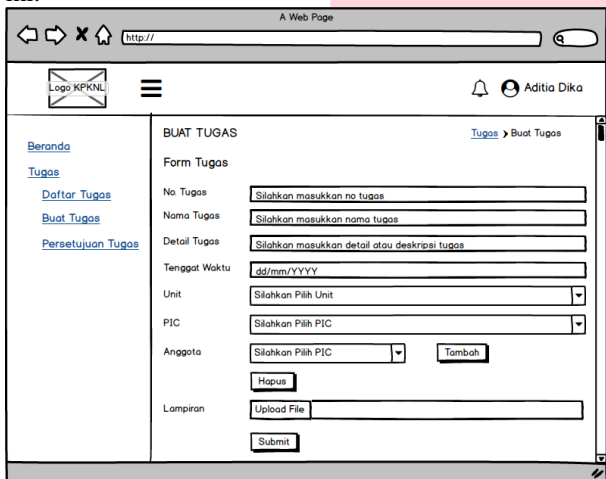 A Web Page
http://
Logo KPKNL
Aditia Dika
BUAT TUGAS
Tugas Buat Tugas
Beranda
Tugas
Daftar Tugas
Buat Tugas
Persetujuan Tugas
Form Tugas
No. Tugas Silahkan masukkan no tugas
Nama Tugas Silahkan masukkan nama tugas
Detail Tugas Silahkan masukkan detail atau deskripsi tugas
Tenggat Waktu dd/mm/YYYY
Unit Silahkan Pilih Unit
PIC Silahkan Pilih PIC
Anggota Silahkan Pilih PIC Tambah
Hapus
Lampiran Upload File
Submit